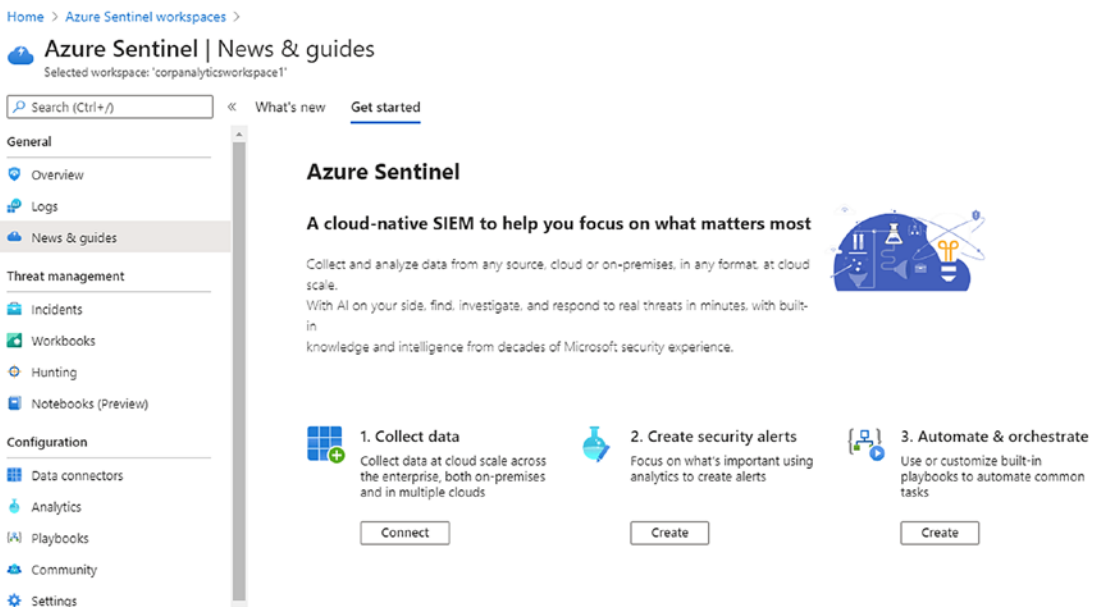 Home > Azure Sentinel workspaces >
Azure Sentinel | News & guides
Selected workspace: 'corpanalyticsworkspace1'
Search (Ctrl+/)
«
What's new
Get started
General
Overview
Logs
News & guides
Threat management
Incidents
Workbooks
Hunting
Notebooks (Preview)
Configuration
Data connectors
Analytics
Playbooks
Community
Settings
Azure Sentinel
A cloud-native SIEM to help you focus on what matters most
Collect and analyze data from any source, cloud or on-premises, in any format, at cloud
scale.
With AI on your side, find, investigate, and respond to real threats in minutes, with built-
in
knowledge and intelligence from decades of Microsoft security experience.
1. Collect data
Collect data at cloud scale across
the enterprise, both on-premises
and in multiple clouds
Connect
2. Create security alerts
Focus on what's important using
analytics to create alerts
Create
3. Automate & orchestrate
Use or customize built-in
playbooks to automate common
tasks
Create